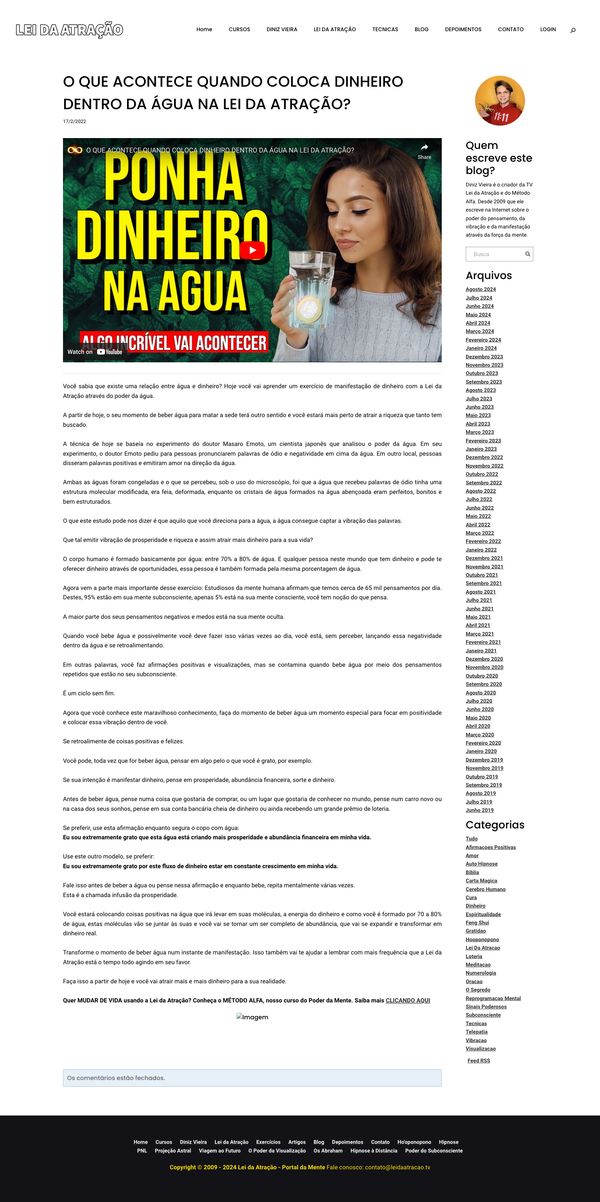 LEI DA ATRAÇÃO
Home CURSOS DINIZ VIEIRA LEI DA ATRAÇÃO TECNICAS BLOG DEPOIMENTOS CONTATO LOGIN
O QUE ACONTECE QUANDO COLOCA DINHEIRO
DENTRO DA ÁGUA NA LEI DA ATRAÇÃO?
17/2/2022
O QUE ACONTECE QUANDO COLOCA DINHEIRO DENTRO DA ÁGUA NA LEI DA ATRAÇÃO?
Share
PONHA
DINHEIRO
NA AGUA
ALGO INCRÍVEL VAI ACONTECER
Watch on YouTube
Você sabia que existe uma relação entre água e dinheiro? Hoje você vai aprender um exercício de manifestação de dinheiro com a Lei da
Atração através do poder da água.
A partir de hoje, o seu momento de beber água para matar a sede terá outro sentido e você estará mais perto de atrair a riqueza que tanto tem
buscado.
A técnica de hoje se baseia no experimento do doutor Masaro Emoto, um cientista japonês que analisou o poder da água. Em seu
experimento, o doutor Emoto pediu para pessoas pronunciarem palavras de ódio e negatividade em cima da água. Em outro local, pessoas
disseram palavras positivas e emitiram amor na direção da água.
Ambas as águas foram congeladas e o que se percebeu, sob o uso do microscópio, foi que a água que recebeu palavras de ódio tinha uma
estrutura molecular modificada, era feia, deformada, enquanto os cristais de água formados na água abençoada eram perfeitos, bonitos e
bem estruturados.
O que este estudo pode nos dizer é que aquilo que você direciona para a água, a água consegue captar a vibração das palavras.
Que tal emitir vibração de prosperidade e riqueza e assim atrair mais dinheiro para a sua vida?
O corpo humano é formado basicamente por água: entre 70% a 80% de água. E qualquer pessoa neste mundo que tem dinheiro e pode te
oferecer dinheiro através de oportunidades, essa pessoa é também formada pela mesma porcentagem de água.
Agora vem a parte mais importante desse exercício: Estudiosos da mente humana afirmam que temos cerca de 65 mil pensamentos por dia.
Destes, 95% estão em sua mente subconsciente, apenas 5% está na sua mente consciente, você tem noção do que pensa.
A maior parte dos seus pensamentos negativos e medos está na sua mente oculta.
Quando você bebe água e possivelmente você deve fazer isso várias vezes ao dia, você está, sem perceber, lançando essa negatividade
dentro da água e se retroalimentando.
Em outras palavras, você faz afirmações positivas e visualizações, mas se contamina quando bebe água por meio dos pensamentos
repetidos que estão no seu subconsciente.
É um ciclo sem fim.
Agora que você conhece este maravilhoso conhecimento, faça do momento de beber água um momento especial para focar em positividade
e colocar essa vibração dentro de você.
Se retroalimente de coisas positivas e felizes.
Você pode, toda vez que for beber água, pensar em algo pelo o que você é grato, por exemplo.
Se sua intenção é manifestar dinheiro, pense em prosperidade, abundância financeira, sorte e dinheiro.
Antes de beber água, pense numa coisa que gostaria de comprar, ou um lugar que gostaria de conhecer no mundo, pense num carro novo ou
na casa dos seus sonhos, pense em sua conta bancária cheia de dinheiro ou ainda recebendo um grande prêmio de loteria.
Se preferir, use esta afirmação enquanto segura o copo com água:
Eu sou extremamente grato que esta água está criando mais prosperidade e abundância financeira em minha vida.
Use este outro modelo, se preferir:
Eu sou extremamente grato por este fluxo de dinheiro estar em constante crescimento em minha vida.
Fale isso antes de beber a água ou pense nessa afirmação e enquanto bebe, repita mentalmente várias vezes.
Esta é a chamada infusão da prosperidade.
Você estará colocando coisas positivas na água que irá levar em suas moléculas, a energia do dinheiro e como você é formado por 70 a 80%
de água, estas moléculas vão se juntar às suas e você vai se tornar um ser completo de abundância, que vai se expandir e transformar em
dinheiro real.
Transforme o momento de beber água num instante de manifestação. Isso também vai te ajudar a lembrar com mais frequência que a Lei da
Atração está o tempo todo agindo em seu favor.
Faça isso a partir de hoje e você vai atrair mais e mais dinheiro para a sua realidade.
Quer MUDAR DE VIDA usando a Lei da Atração? Conheça o MÉTODO ALFA, nosso curso do Poder da Mente. Saiba mais CLICANDO AQUI
Imagem
Os comentários estão fechados.
11:11
Quem
escreve este
blog?
Diniz Vieira é o criador da TV
Lei da Atração e do Método
Alfa. Desde 2009 que ele
escreve na Internet sobre o
poder do pensamento, da
vibração e da manifestação
através da força da mente.
Busca
Arquivos
Agosto 2024
Julho 2024
Junho 2024
Maio 2024
Abril 2024
Março 2024
Fevereiro 2024
Janeiro 2024
Dezembro 2023
Novembro 2023
Outubro 2023
Setembro 2023
Agosto 2023
Julho 2023
Junho 2023
Maio 2023
Abril 2023
Março 2023
Fevereiro 2023
Janeiro 2023
Dezembro 2022
Novembro 2022
Outubro 2022
Setembro 2022
Agosto 2022
Julho 2022
Junho 2022
Maio 2022
Abril 2022
Março 2022
Fevereiro 2022
Janeiro 2022
Dezembro 2021
Novembro 2021
Outubro 2021
Setembro 2021
Agosto 2021
Julho 2021
Junho 2021
Maio 2021
Abril 2021
Março 2021
Fevereiro 2021
Janeiro 2021
Dezembro 2020
Novembro 2020
Outubro 2020
Setembro 2020
Agosto 2020
Julho 2020
Junho 2020
Maio 2020
Abril 2020
Março 2020
Fevereiro 2020
Janeiro 2020
Dezembro 2019
Novembro 2019
Outubro 2019
Setembro 2019
Agosto 2019
Julho 2019
Junho 2019
Categorias
Tudo
Afirmacoes Positivas
Amor
Auto Hipnose
Bíblia
Carta Magica
Cerebro Humano
Cura
Dinheiro
Espiritualidade
Feng Shui
Gratidao
Hooponopono
Lei Da Atracao
Loteria
Meditacao
Numerologia
Oracao
O Segredo
Reprogramacao Mental
Sinais Poderosos
Subconsciente
Tecnicas
Telepatia
Vibracao
Visualizacao
Feed RSS
Home Cursos Diniz Vieira Lei da Atração Exercícios Artigos Blog Depoimentos Contato Ho'oponopono Hipnose
PNL Projeção Astral Viagem ao Futuro O Poder da Visualização Os Abraham Hipnose à Distância Poder do Subconsciente
Copyright © 2009 - 2024 Lei da Atração - Portal da Mente Fale conosco: contato@leidaatracao.tv